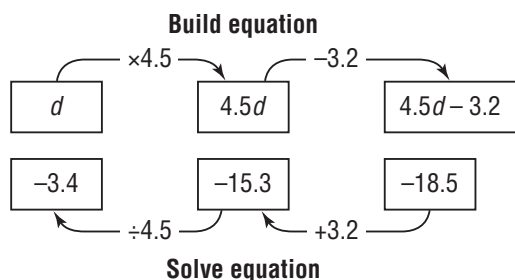 Build equation
×4.5 –3.2
d 4.5d 4.5d – 3.2
–3.4 –15.3 –18.5
÷4.5 +3.2
Solve equation